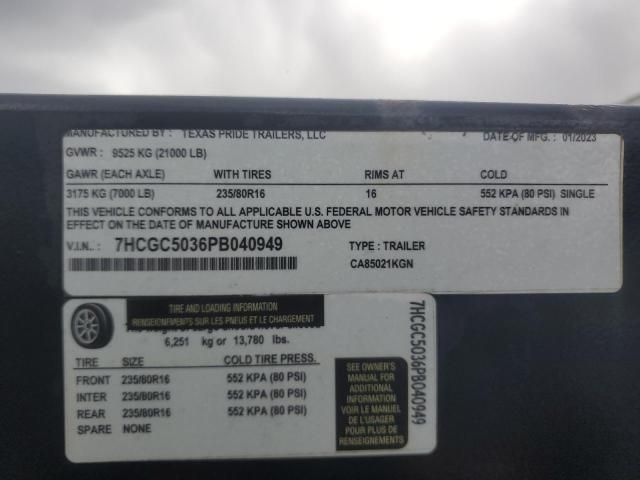 MANUFACTURED BY : TEXAS PRIDE TRAILERS, LLC DATE OF MFG. : 01/2023
GVWR : 9525 KG (21000 LB)
GAWR (EACH AXLE) WITH TIRES RIMS AT COLD
3175 KG (7000 LB) 235/80R16 16 552 KPA (80 PSI) SINGLE
THIS VEHICLE CONFORMS TO ALL APPLICABLE U.S. FEDERAL MOTOR VEHICLE SAFETY STANDARDS IN
EFFECT ON THE DATE OF MANUFACTURE SHOWN ABOVE
V.I.N.. : 7HCGC5036PB040949 TYPE : TRAILER
CA85021KGN
TIRE AND LOADING INFORMATION
RENSEIGNEMENTS SUR LES PNEUS ET LE CHARGEMENT
6,251 kg or 13,780 lbs.
TIRE SIZE COLD TIRE PRESS.
FRONT 235/80R16 552 KPA (80 PSI)
INTER 235/80R16 552 KPA (80 PSI)
REAR 235/80R16 552 KPA (80 PSI)
SPARE NONE
SEE OWNER'S
MANUAL FOR
ADDITIONAL
INFORMATION
VOIR LE MANUEL
DE L'USAGER
POUR PLUS DE
RENSEIGNEMENTS
7HCGC5036PB040949